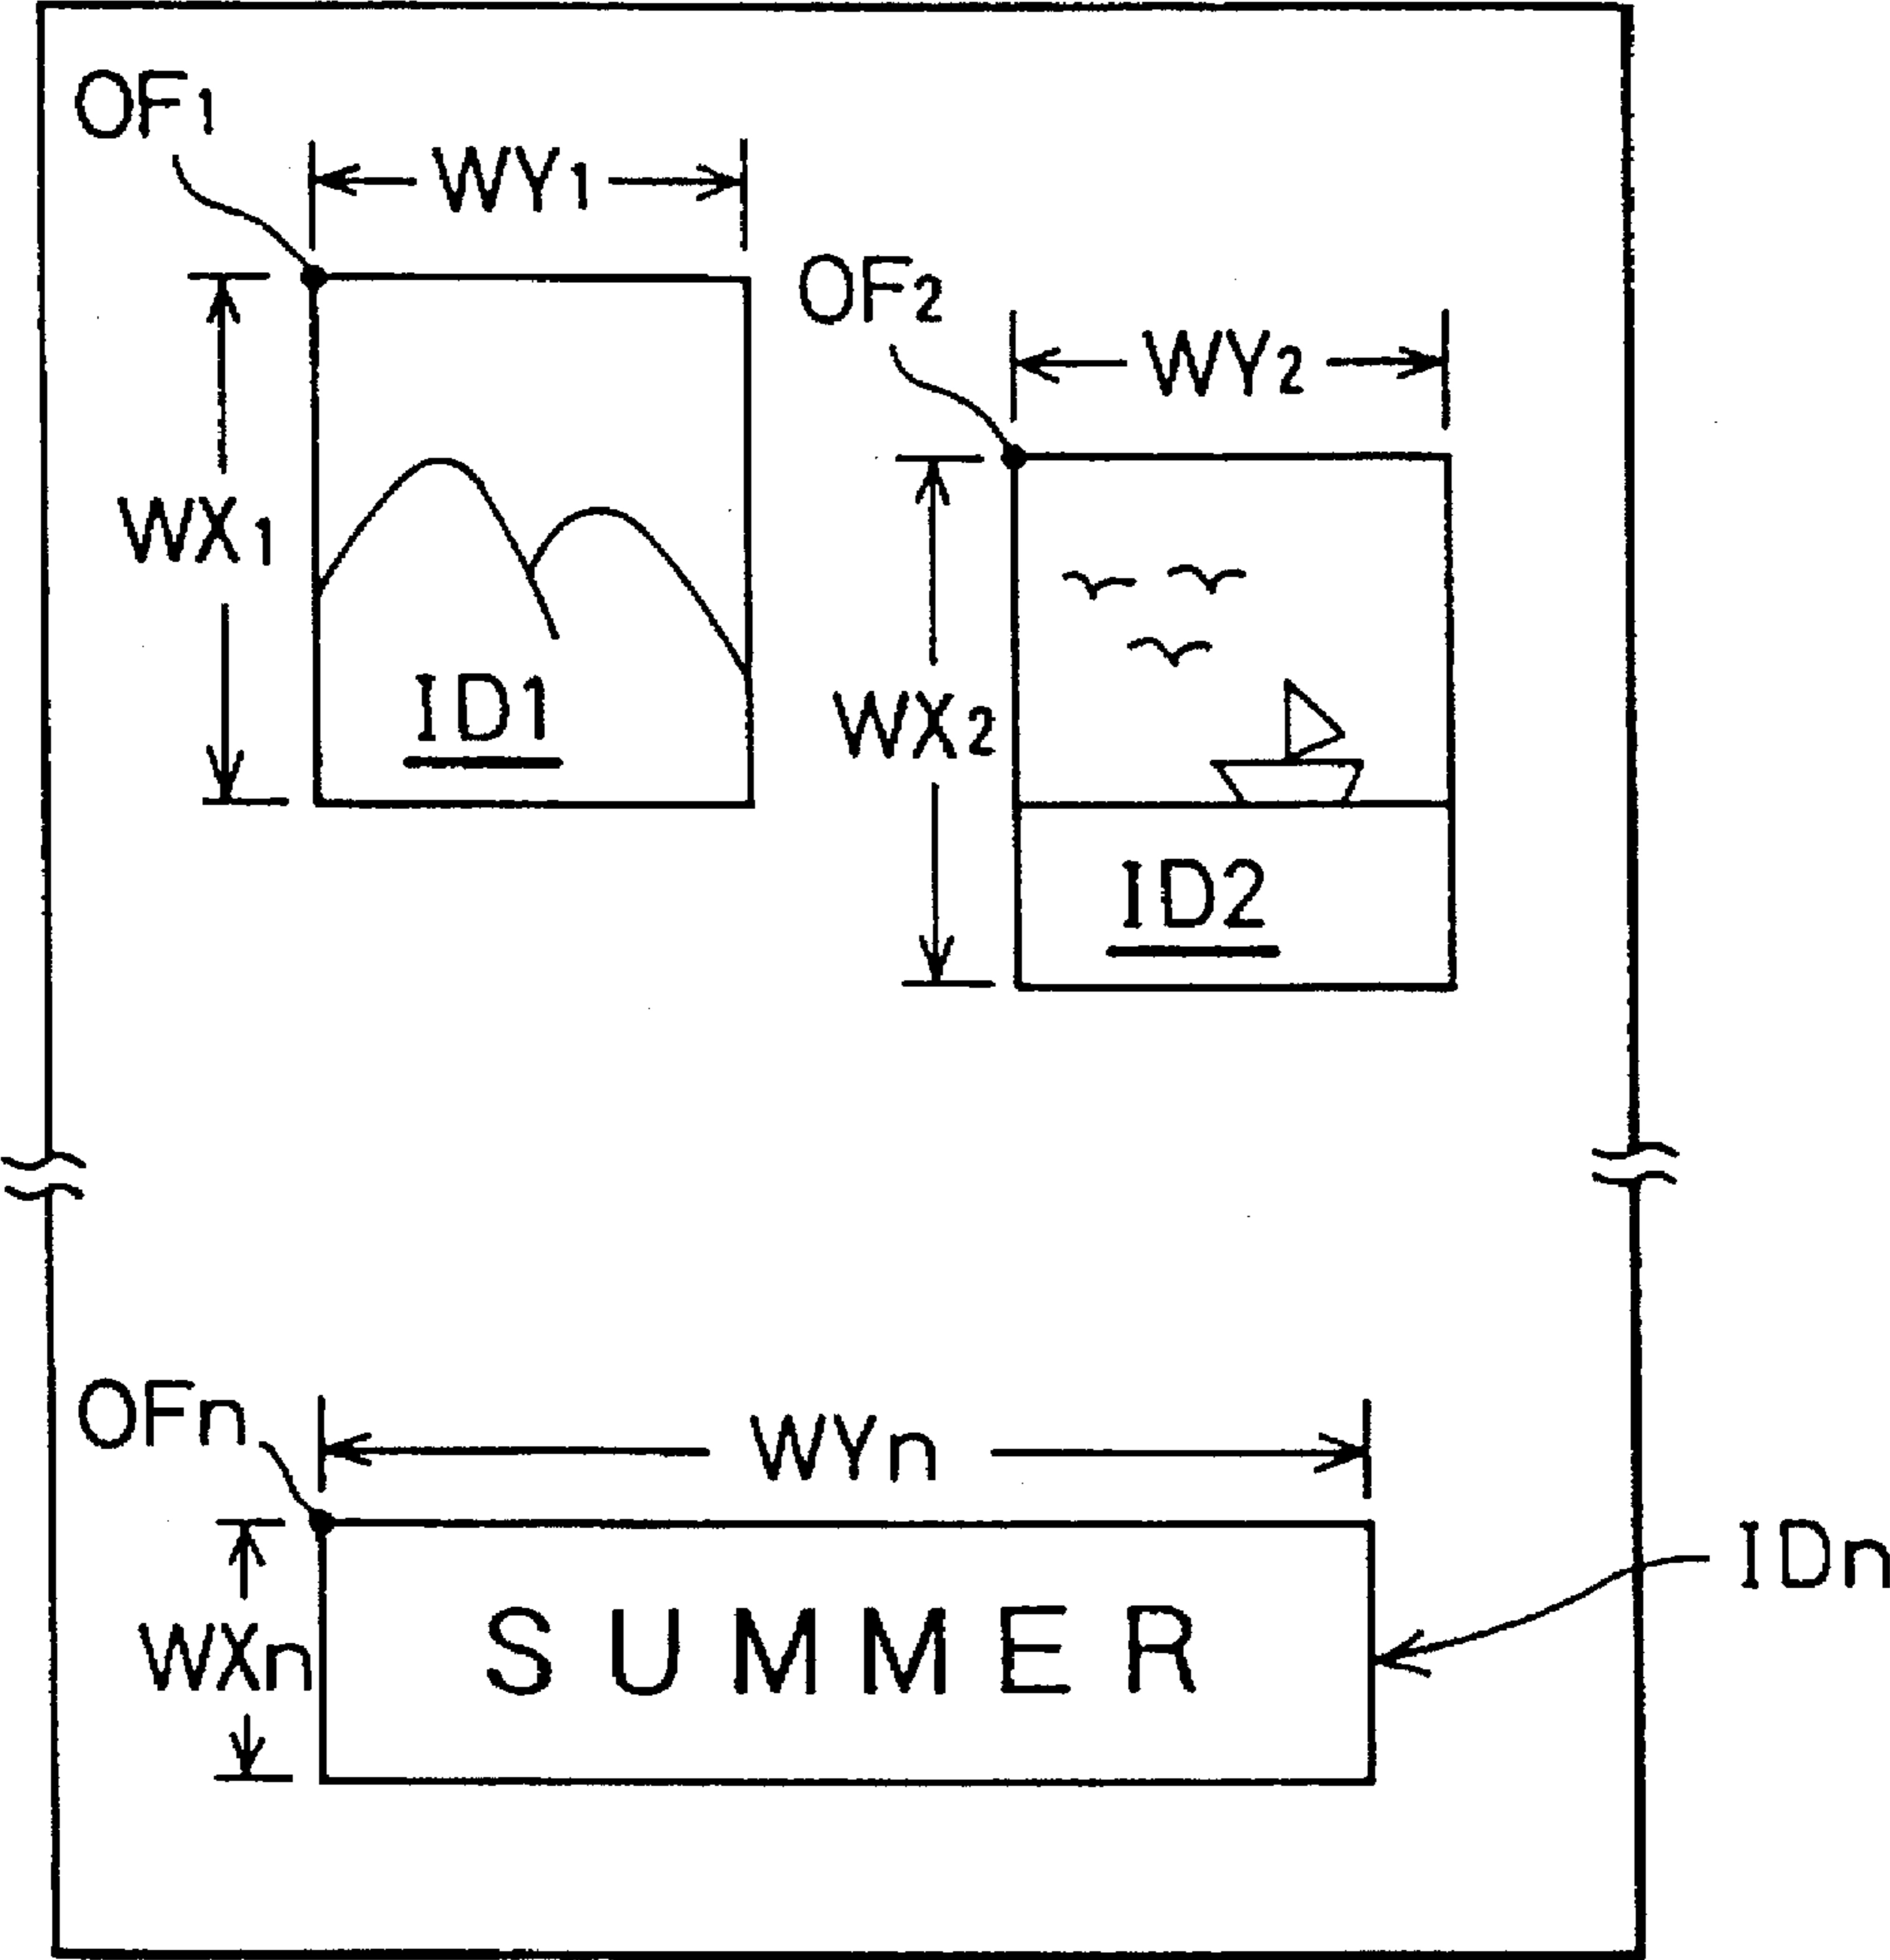 OF1
WY1
OF2
WY2
WX1
ID1
WX2
ID2
OFn
WYn
IDn
WXn
SUMMER